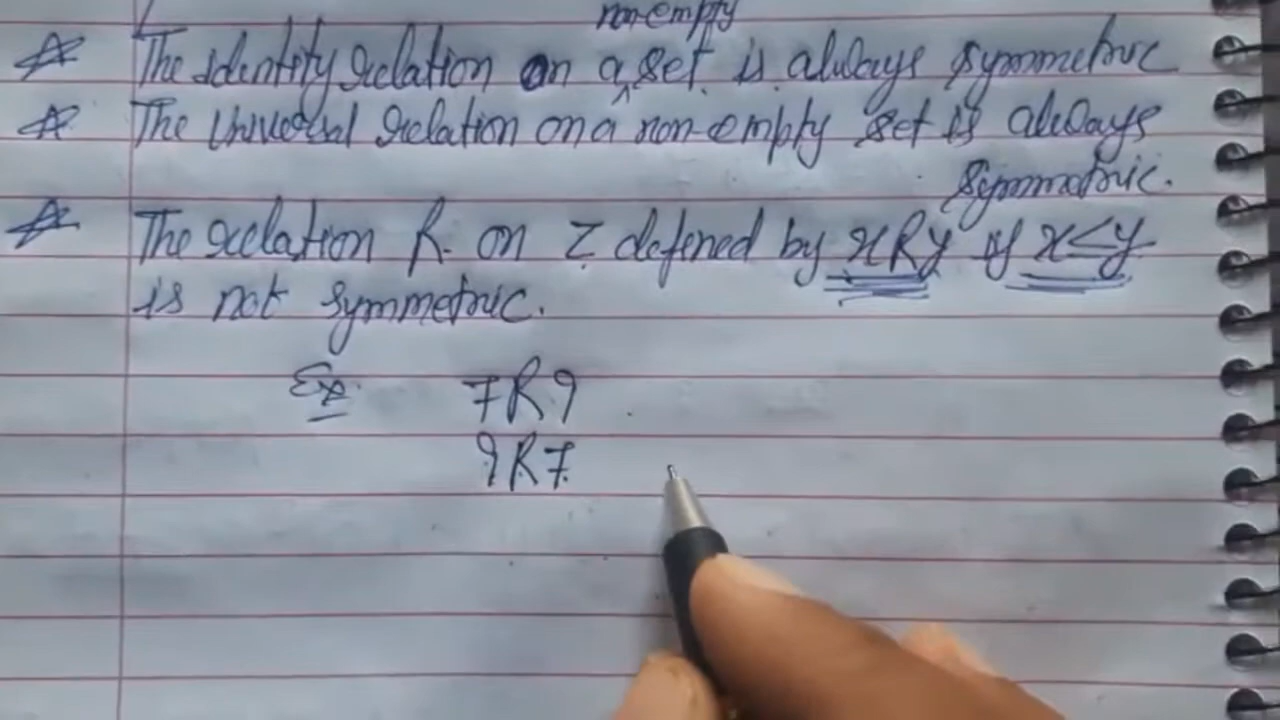 non-empty
☆ The identity relation on a ‸ set is always symmetric
☆ The Universal relation on a non-empty set is always
symmetric.
☆ The relation R on Z defined by xRy if x≤y
is not symmetric.
Ex. 7R9
9R7